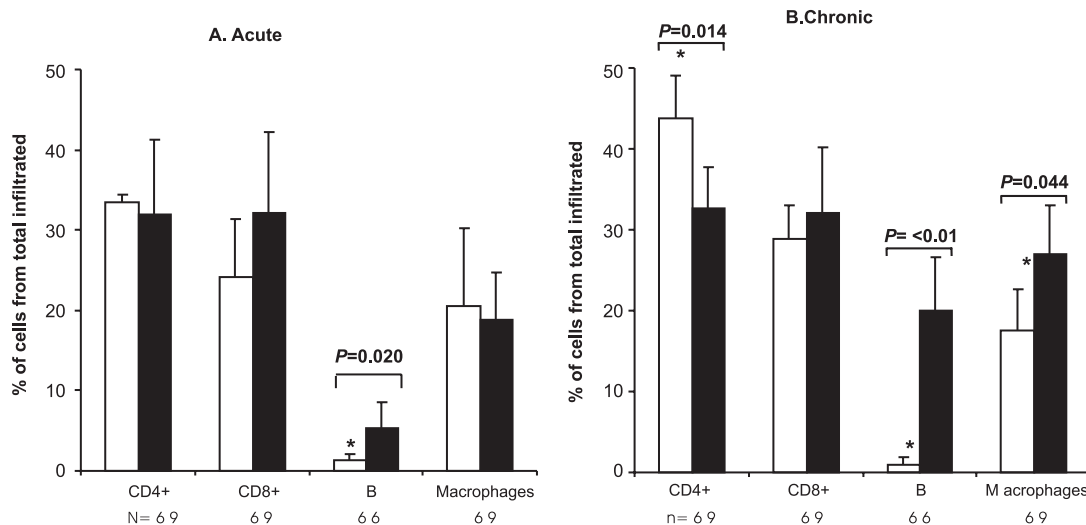 A. Acute
% of cells from total infiltrated
50
40
30
20
10
0
P=0.020
*
CD4+ CD8+ B Macrophages
N= 6 9 6 9 6 6 6 9
B.Chronic
% of cells from total infiltrated
50
40
30
20
10
0
P=0.014
*
P= <0.01
*
P=0.044
*
CD4+ CD8+ B M acrophages
n= 6 9 6 9 6 6 6 9